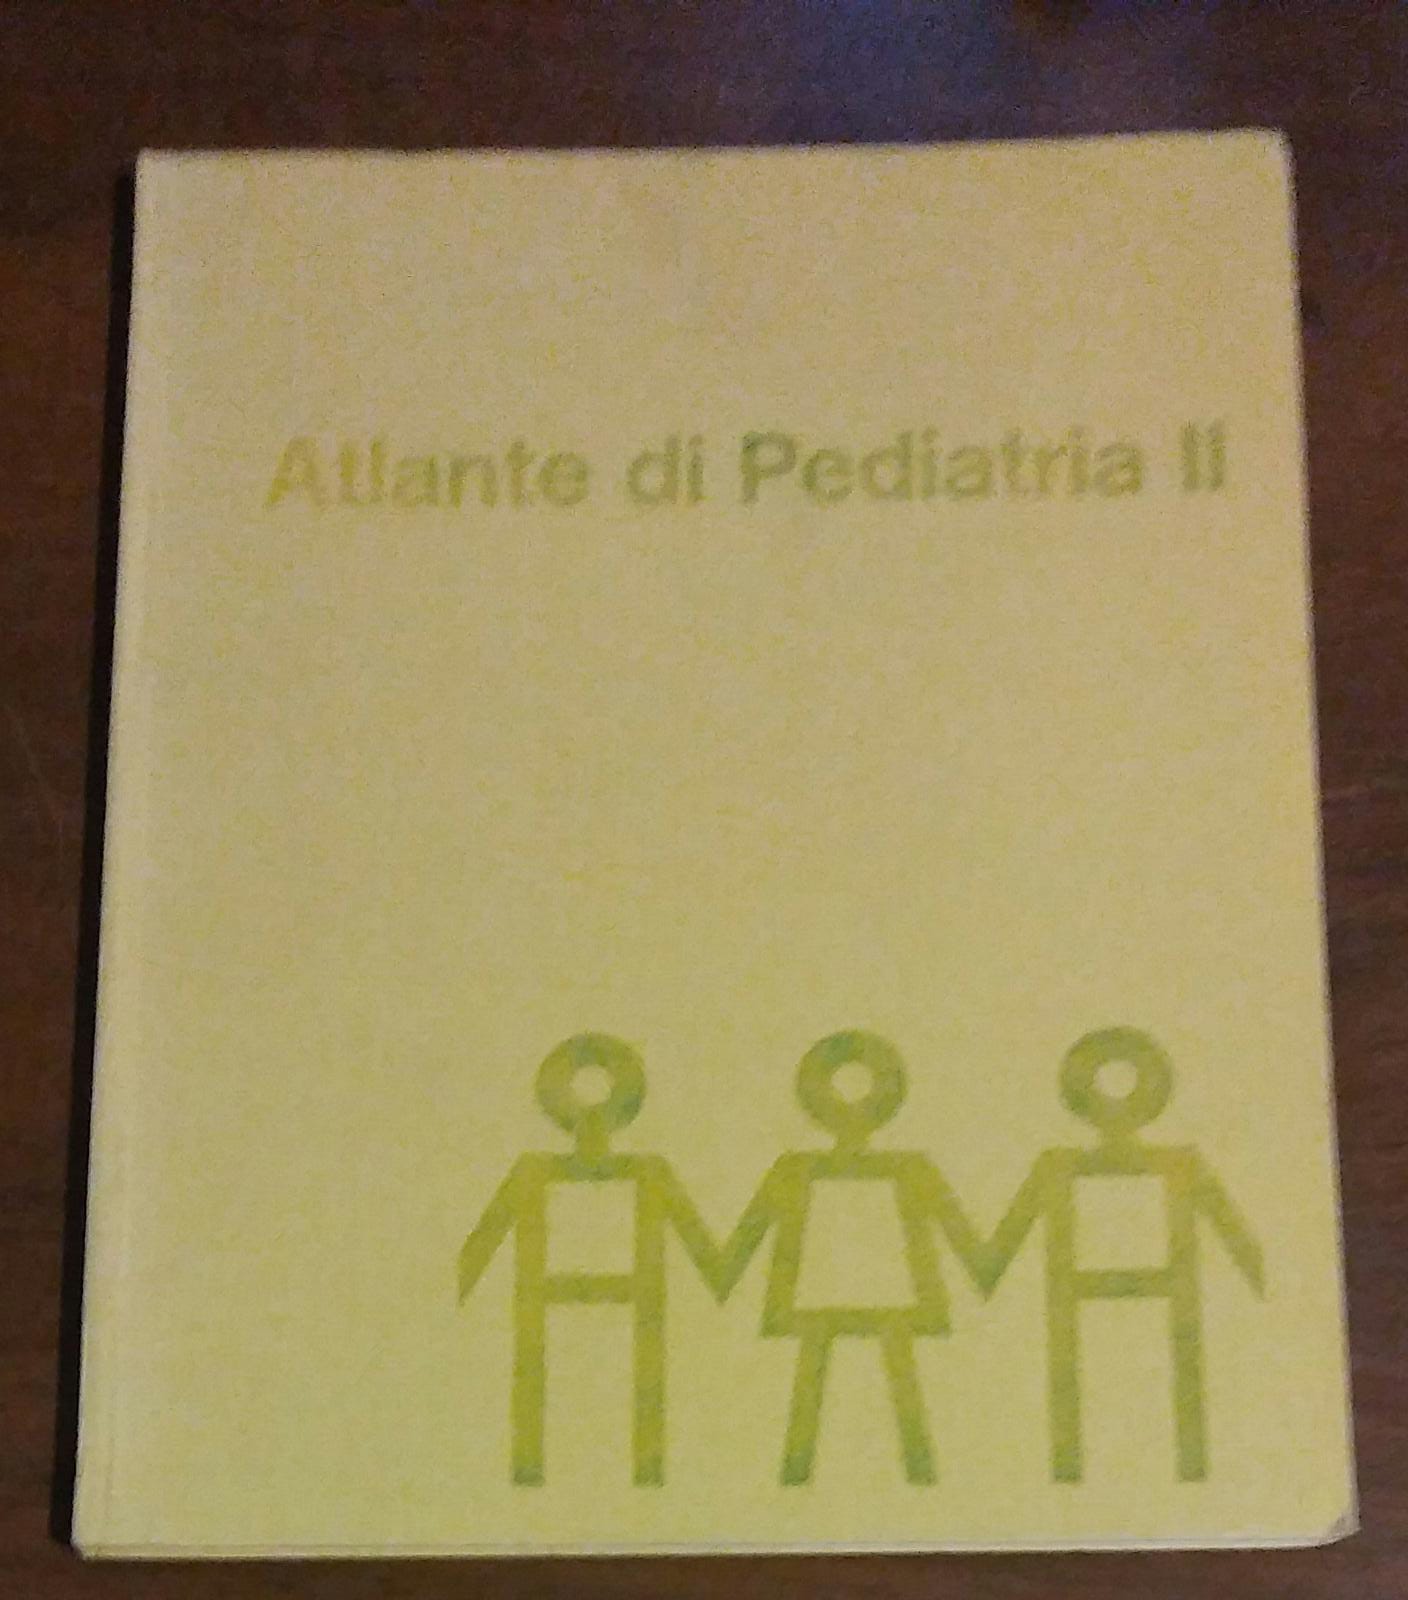 Atlante di Pediatria II